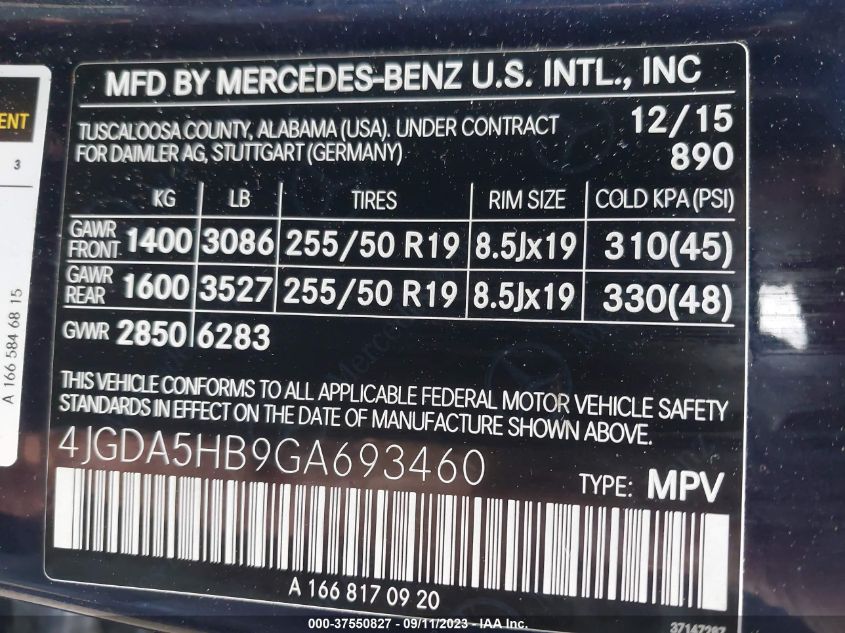 MFD BY MERCEDES-BENZ U.S. INTL., INC
TUSCALOOSA COUNTY, ALABAMA (USA). UNDER CONTRACT
FOR DAIMLER AG, STUTTGART (GERMANY)
12/15
890
KG LB TIRES RIM SIZE COLD KPA (PSI)
GAWR FRONT 1400 3086 255/50 R19 8.5Jx19 310(45)
GAWR REAR 1600 3527 255/50 R19 8.5Jx19 330(48)
GVWR 2850 6283
THIS VEHICLE CONFORMS TO ALL APPLICABLE FEDERAL MOTOR VEHICLE SAFETY
STANDARDS IN EFFECT ON THE DATE OF MANUFACTURE SHOWN ABOVE.
4JGDA5HB9GA693460
TYPE: MPV
A 166 817 09 20
ENT
3
A 166 584 68 15
000-37550827 - 09/11/2023 - IAA Inc.